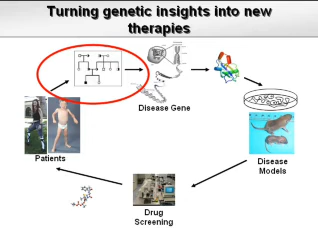 Turning genetic insights into new
therapies
Disease Gene
Patients
Disease
Models
Drug
Screening